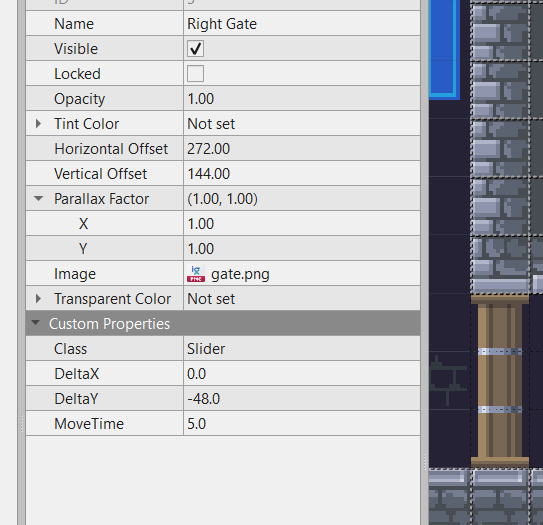 Name Right Gate
Visible
Locked
Opacity 1.00
Tint Color Not set
Horizontal Offset 272.00
Vertical Offset 144.00
Parallax Factor (1.00, 1.00)
X 1.00
Y 1.00
Image gate.png
Transparent Color Not set
Custom Properties
Class Slider
DeltaX 0.0
DeltaY -48.0
MoveTime 5.0